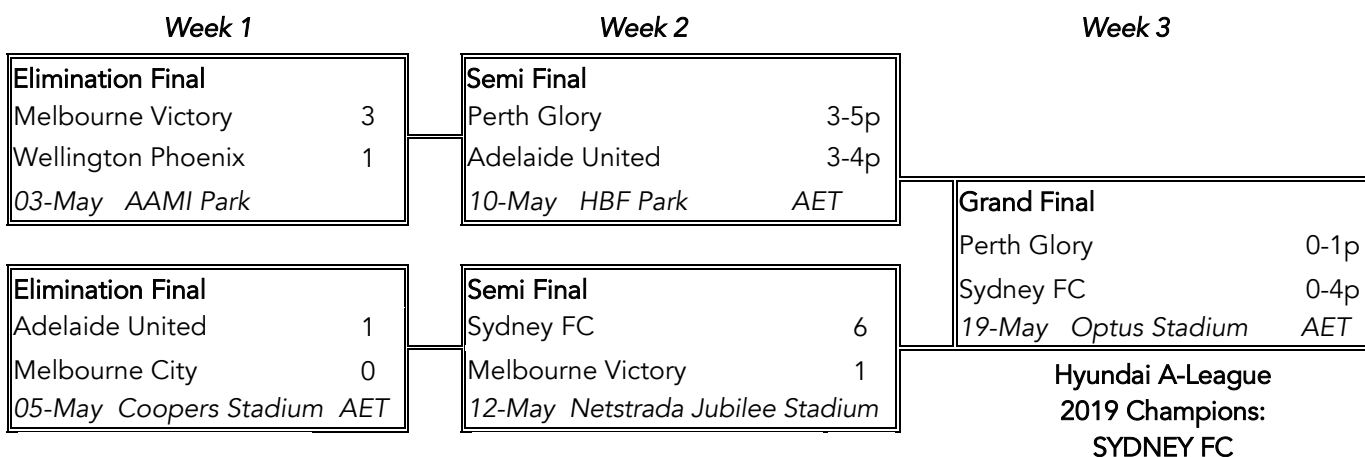 Week 1
Week 2
Week 3
Elimination Final
Melbourne Victory 3
Wellington Phoenix 1
03-May AAMI Park
Semi Final
Perth Glory 3-5p
Adelaide United 3-4p
10-May HBF Park AET
Elimination Final
Adelaide United 1
Melbourne City 0
05-May Coopers Stadium AET
Semi Final
Sydney FC 6
Melbourne Victory 1
12-May Netstrada Jubilee Stadium
Grand Final
Perth Glory 0-1p
Sydney FC 0-4p
19-May Optus Stadium AET
Hyundai A-League
2019 Champions:
SYDNEY FC